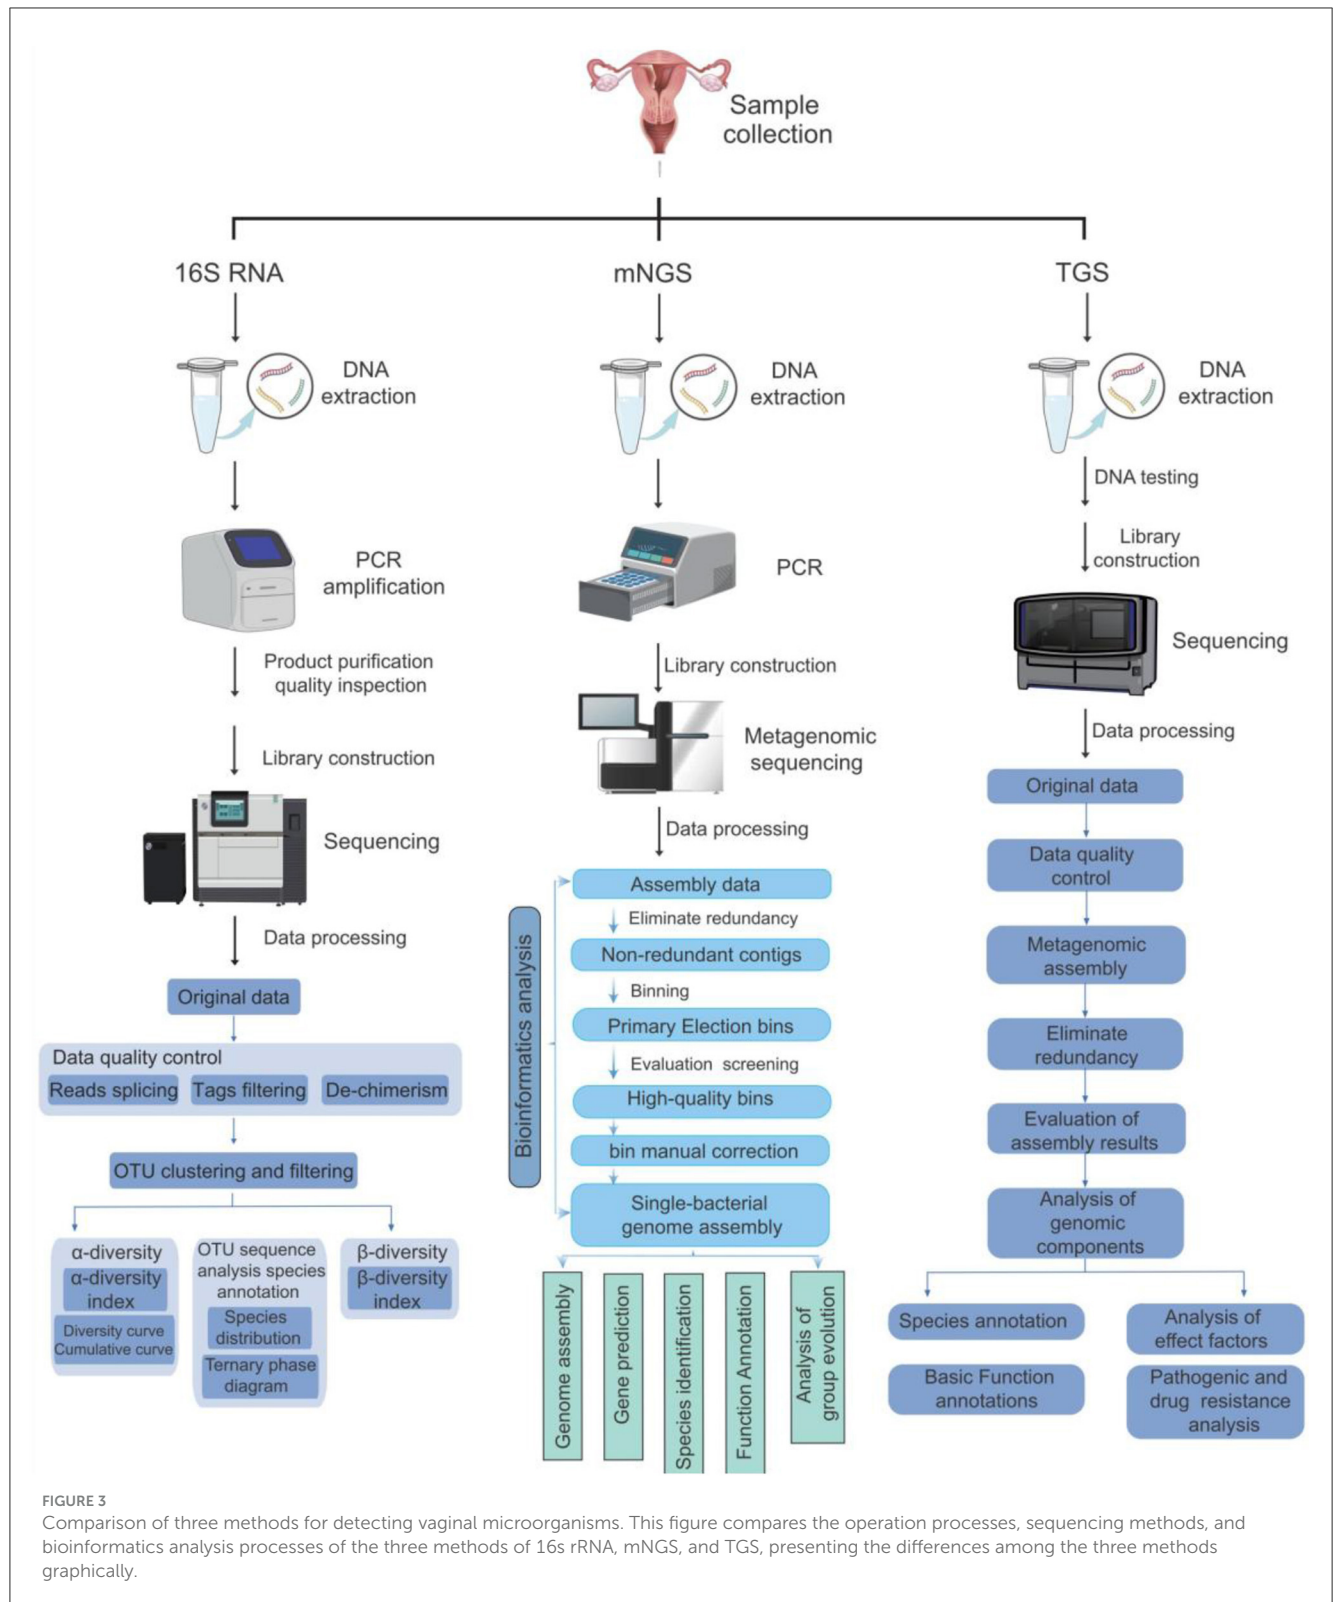 Sample
collection
16S RNA
DNA
extraction
PCR
amplification
Product purification
quality inspection
Library construction
Sequencing
Data processing
Original data
Data quality control
Reads splicing
Tags filtering
De-chimerism
OTU clustering and filtering
α-diversity
α-diversity
index
Diversity curve
Cumulative curve
OTU sequence
analysis species
annotation
Species
distribution
Ternary phase
diagram
β-diversity
β-diversity
index
mNGS
DNA
extraction
PCR
Library construction
Metagenomic
sequencing
Data processing
Bioinformatics analysis
Assembly data
Eliminate redundancy
Non-redundant contigs
Binning
Primary Election bins
Evaluation screening
High-quality bins
bin manual correction
Single-bacterial
genome assembly
Genome assembly
Gene prediction
Species identification
Function Annotation
Analysis of
group evolution
TGS
DNA
extraction
DNA testing
Library
construction
Sequencing
Data processing
Original data
Data quality
control
Metagenomic
assembly
Eliminate
redundancy
Evaluation of
assembly results
Analysis of
genomic
components
Species annotation
Analysis of
effect factors
Basic Function
annotations
Pathogenic and
drug resistance
analysis
FIGURE 3
Comparison of three methods for detecting vaginal microorganisms. This figure compares the operation processes, sequencing methods, and
bioinformatics analysis processes of the three methods of 16s rRNA, mNGS, and TGS, presenting the differences among the three methods
graphically.